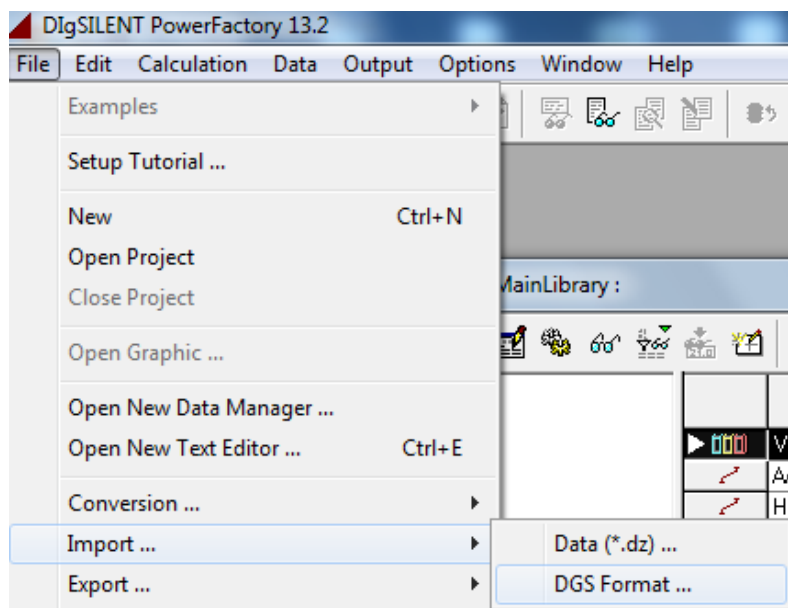 DIgSILENT PowerFactory 13.2
File Edit Calculation Data Output Options Window Help
Examples
Setup Tutorial ...
New Ctrl+N
Open Project
Close Project
MainLibrary :
Open Graphic ...
Open New Data Manager ...
Open New Text Editor ... Ctrl+E
Conversion ...
Import ...
Data (*.dz) ...
Export ...
DGS Format ...